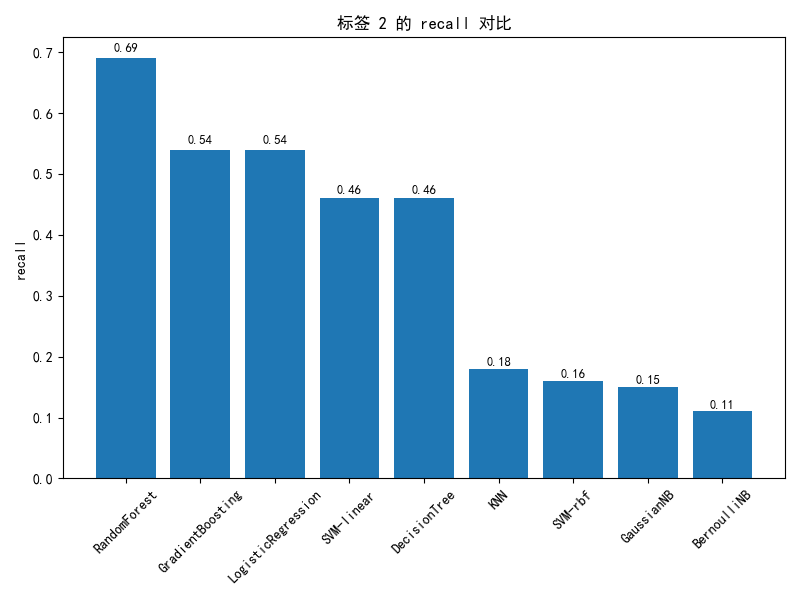 标签 2 的 recall 对比
recall
0.7
0.6
0.5
0.4
0.3
0.2
0.1
0.0
0.69
0.54
0.54
0.46
0.46
0.18
0.16
0.15
0.11
RandomForest
GradientBoosting
LogisticRegression
SVM-linear
DecisionTree
KNN
SVM-rbf
GaussianNB
BernoulliNB